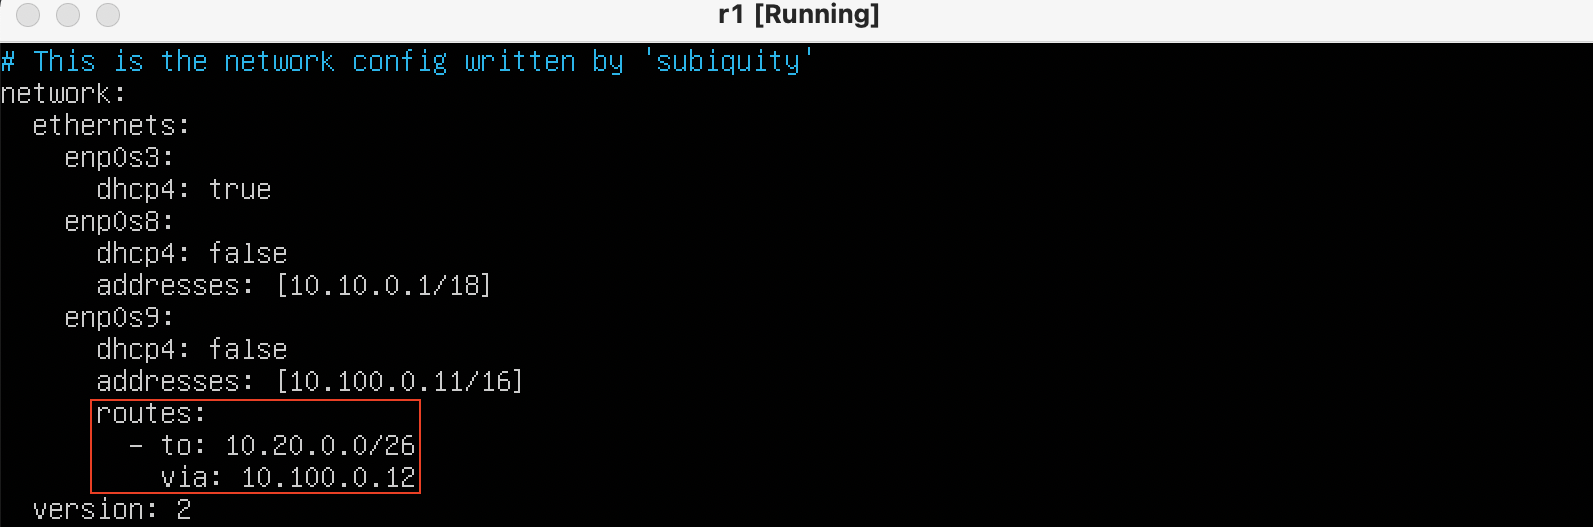 r1 [Running]
# This is the network config written by 'subiquity'
network:
  ethernets:
    enp0s3:
      dhcp4: true
    enp0s8:
      dhcp4: false
      addresses: [10.10.0.1/18]
    enp0s9:
      dhcp4: false
      addresses: [10.100.0.11/16]
      routes:
        - to: 10.20.0.0/26
          via: 10.100.0.12
  version: 2